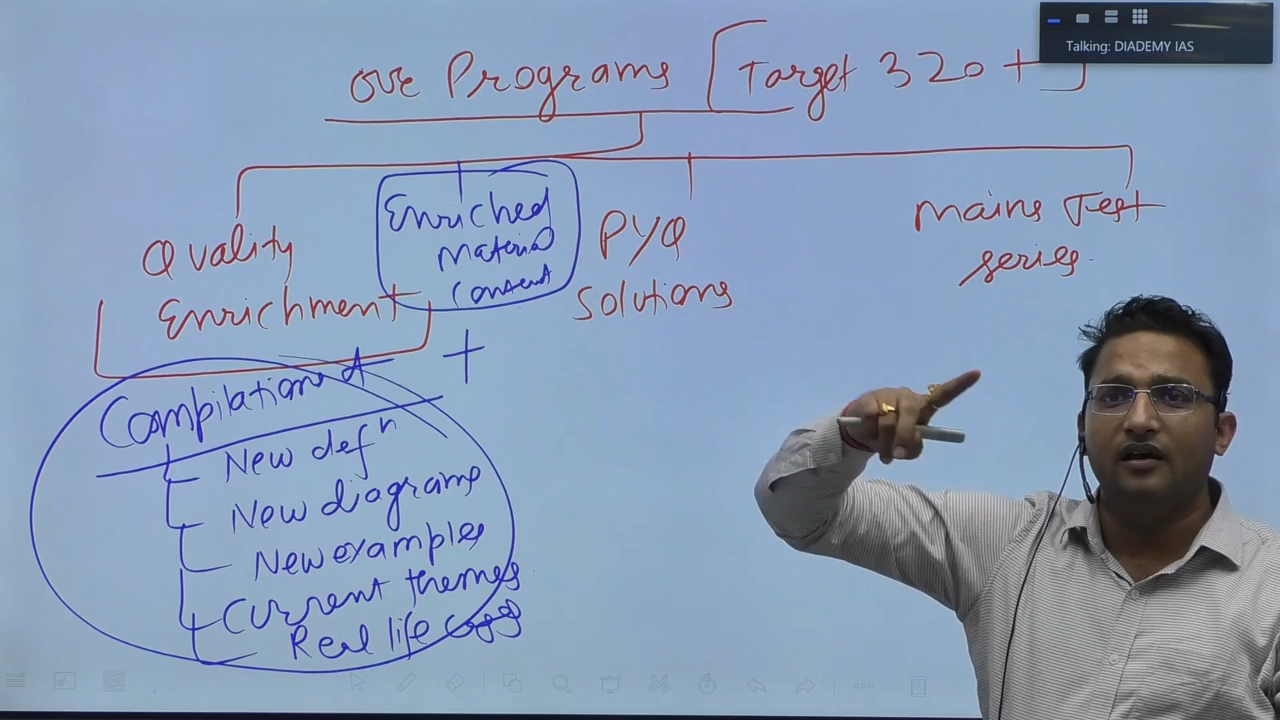 Our Programs [Target 320+]
Talking: DIADEMY IAS
Quality
Enrichment
Enriched
Material
Content
PYQ
Solutions
Mains Test
series
+
Compilation of
New defn
New diagrams
New examples
Current themes
Real life